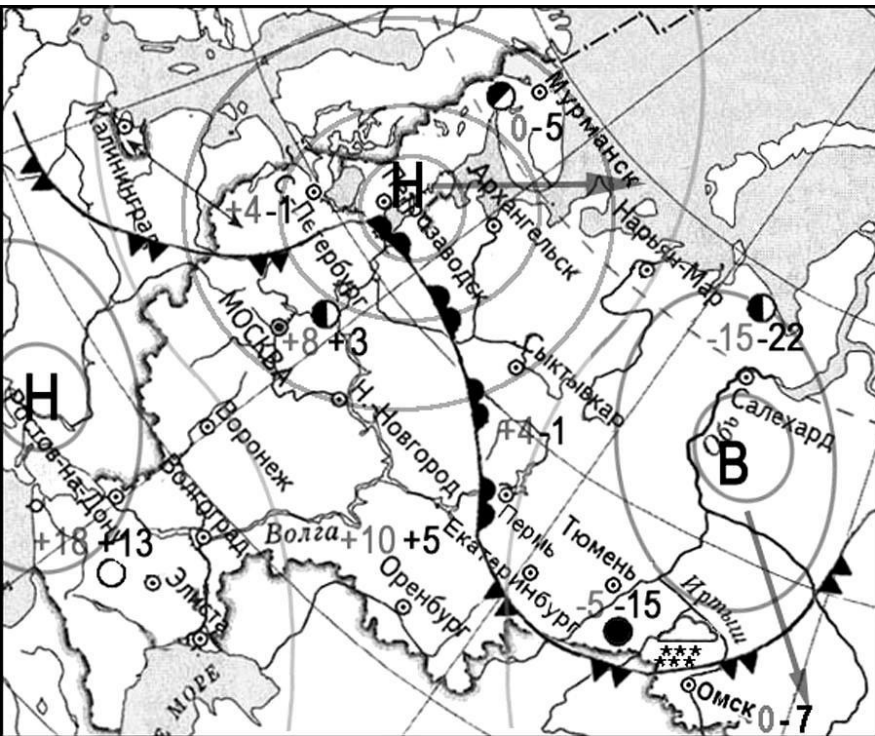 Мурманск
0 -5
Калининград
С.-Петербург
+4 -1
Н
Петрозаводск
Архангельск
Нарьян-Мар
МОСКВА
+8 +3
-15 -22
Н
Сыктывкар
Салехард
Обь
В
Ростов-на-Дону
Воронеж
Н. Новгород
+4 -1
Волгоград
Волга
+10 +5
Пермь
Екатеринбург
Тюмень
+18 +13
Элиста
Оренбург
-5 -15
Иртыш
Омск
0 -7
Е МОРЕ